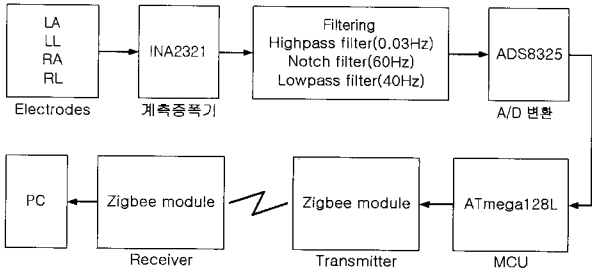 LA
LL
RA
RL
Electrodes
INA2321
계측증폭기
Filtering
Highpass filter(0.03Hz)
Notch filter(60Hz)
Lowpass filter(40Hz)
ADS8325
A/D 변환
PC
Zigbee module
Receiver
Zigbee module
Transmitter
ATmega128L
MCU